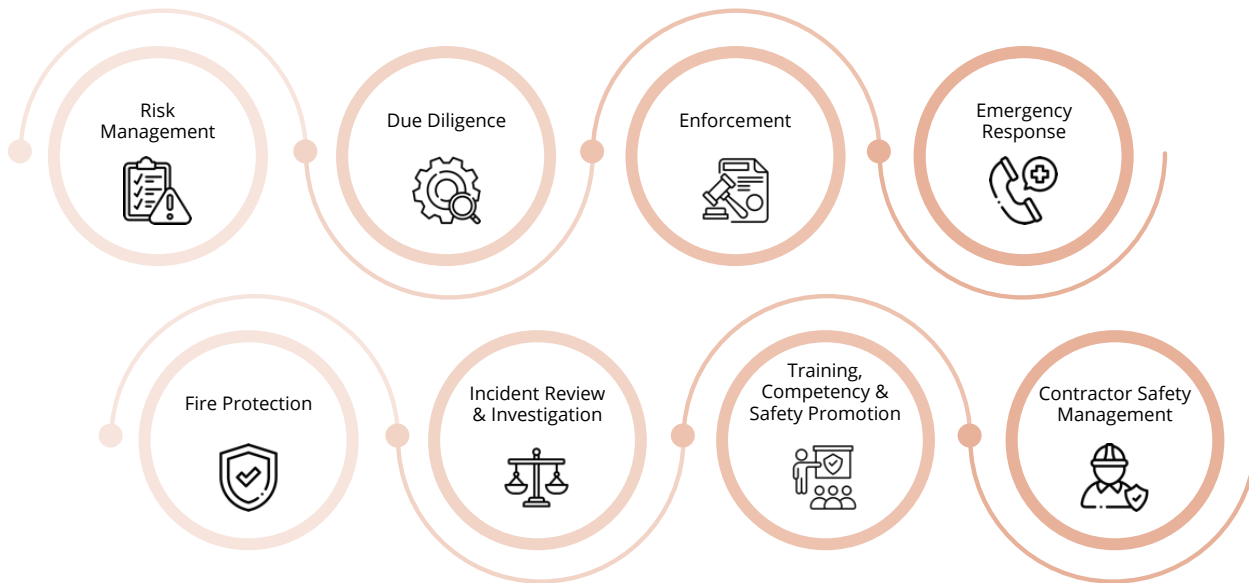 Risk
Management
Due Diligence
Enforcement
Emergency
Response
Fire Protection
Incident Review
& Investigation
Training,
Competency &
Safety Promotion
Contractor Safety
Management